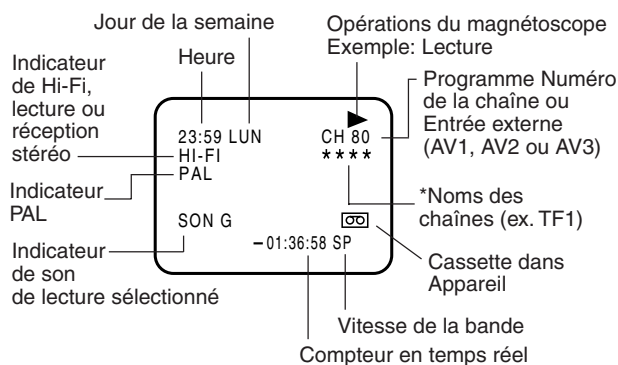 Jour de la semaine
Opérations du magnétoscope
Exemple: Lecture
Indicateur
de Hi-Fi,
lecture ou
réception
stéréo
Heure
Programme Numéro
de la chaîne ou
Entrée externe
(AV1, AV2 ou AV3)
23:59 LUN
CH 80
HI-FI
****
PAL
Indicateur
PAL
*Noms des
chaînes (ex. TF1)
SON G
–01:36:58 SP
Indicateur
de son
de lecture sélectionné
Cassette dans
Appareil
Vitesse de la bande
Compteur en temps réel